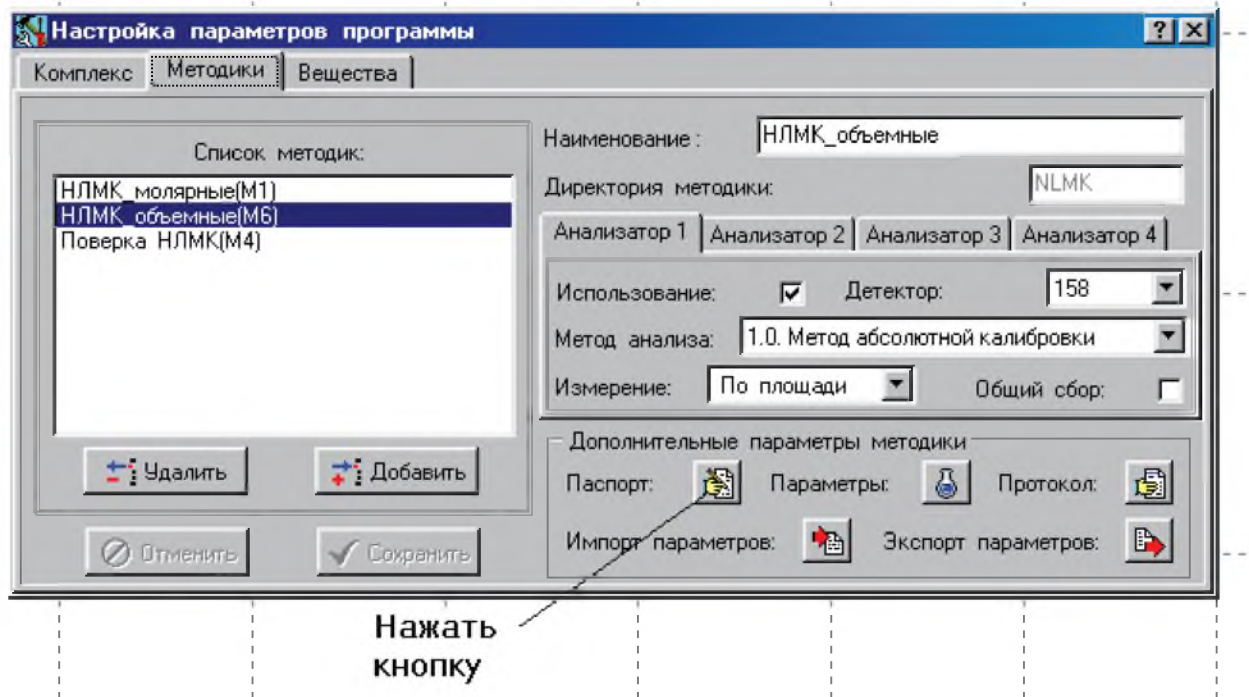 Настройка параметров программы
Комплекс Методики Вещества
Список методик:
НЛМК_молярные(М1)
НЛМК_объемные(М6)
Поверка НЛМК(М4)
Удалить Добавить
Отменить Сохранить
Наименование: НЛМК_объемные
Директория методики: NLMK
Анализатор 1 Анализатор 2 Анализатор 3 Анализатор 4
Использование: Детектор: 158
Метод анализа: 1.0. Метод абсолютной калибровки
Измерение: По площади Общий сбор:
Дополнительные параметры методики
Паспорт: Параметры: Протокол:
Импорт параметров: Экспорт параметров:
Нажать
кнопку